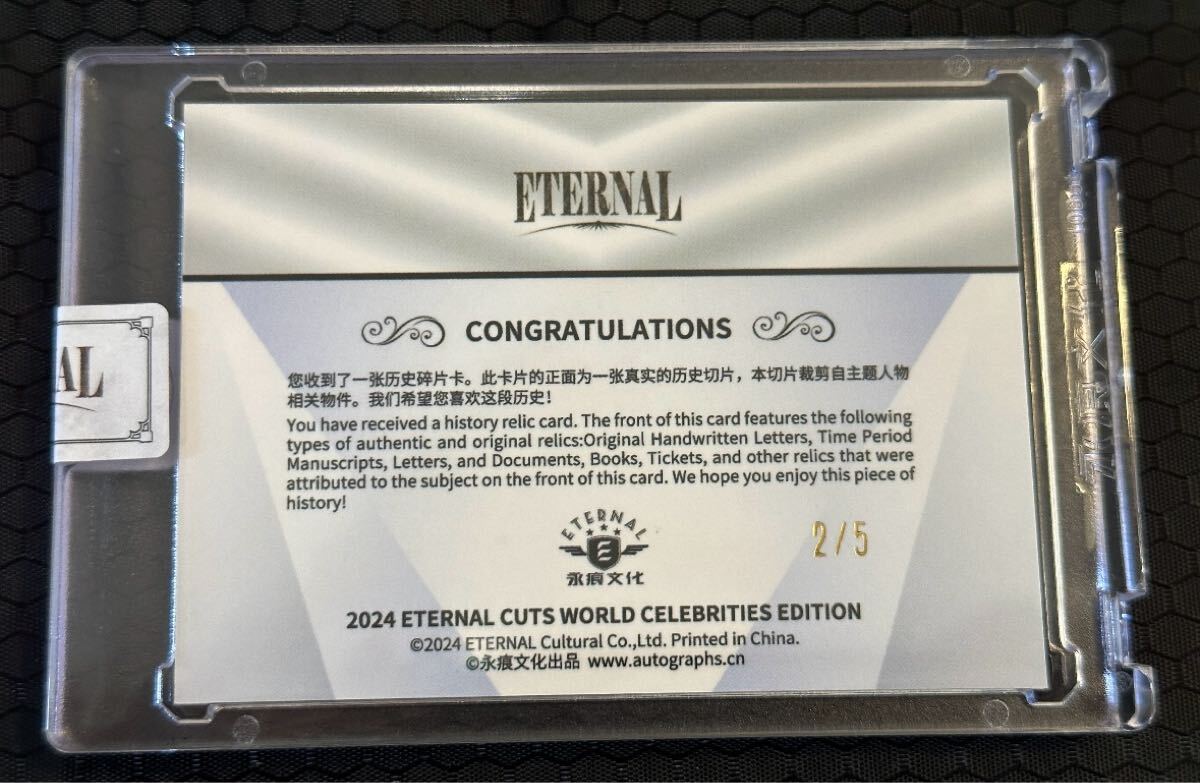 ETERNAL
AL
CONGRATULATIONS
您收到了一张历史碎片卡。此卡片的正面为一张真实的历史切片，本切片裁剪自主题人物
相关物件。我们希望您喜欢这段历史！
You have received a history relic card. The front of this card features the following
types of authentic and original relics:Original Handwritten Letters, Time Period
Manuscripts, Letters, and Documents, Books, Tickets, and other relics that were
attributed to the subject on the front of this card. We hope you enjoy this piece of
history!
ETERNAL
永痕文化
2/5
2024 ETERNAL CUTS WORLD CELEBRITIES EDITION
©2024 ETERNAL Cultural Co.,Ltd. Printed in China.
©永痕文化出品 www.autographs.cn